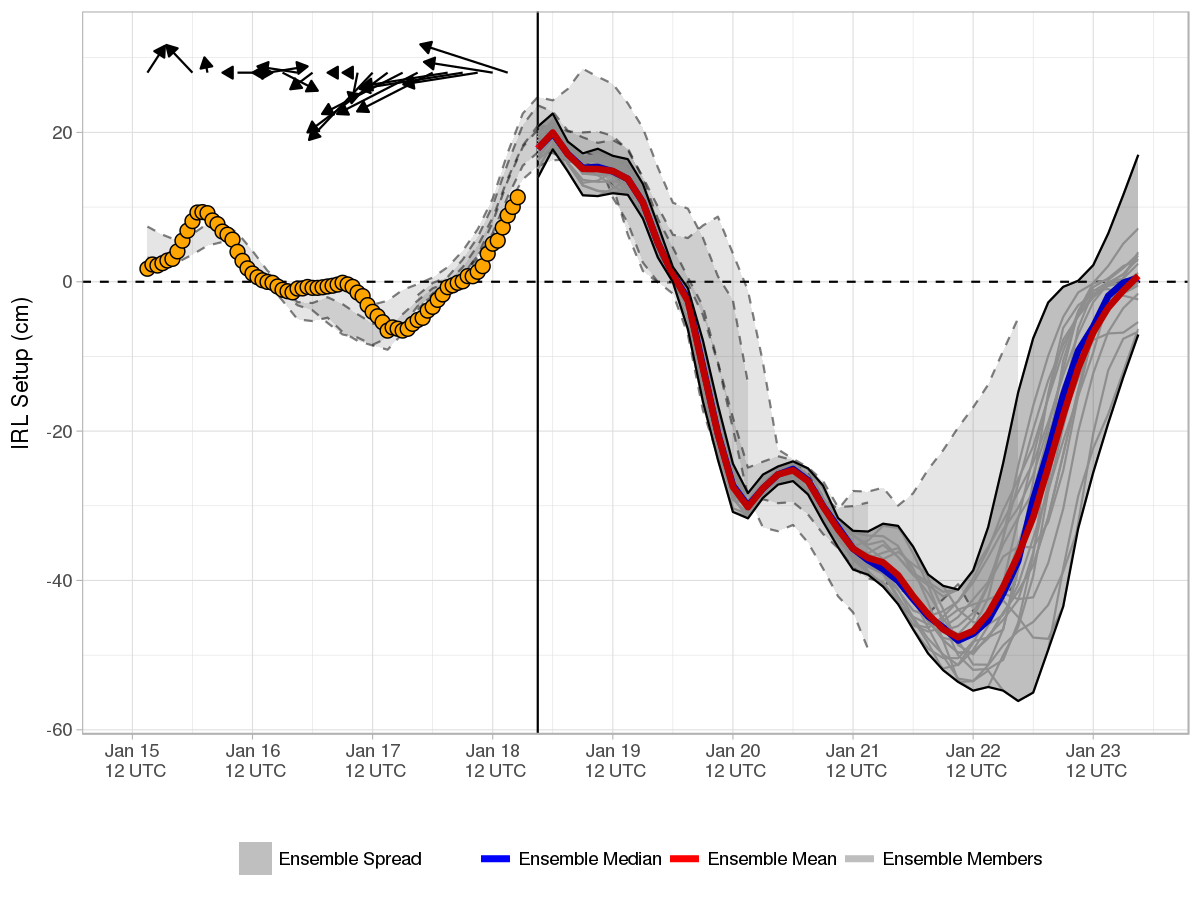 IRL Setup (cm)
20
0
-20
-40
-60
Jan 15
12 UTC
Jan 16
12 UTC
Jan 17
12 UTC
Jan 18
12 UTC
Jan 19
12 UTC
Jan 20
12 UTC
Jan 21
12 UTC
Jan 22
12 UTC
Jan 23
12 UTC
Ensemble Spread
Ensemble Median
Ensemble Mean
Ensemble Members